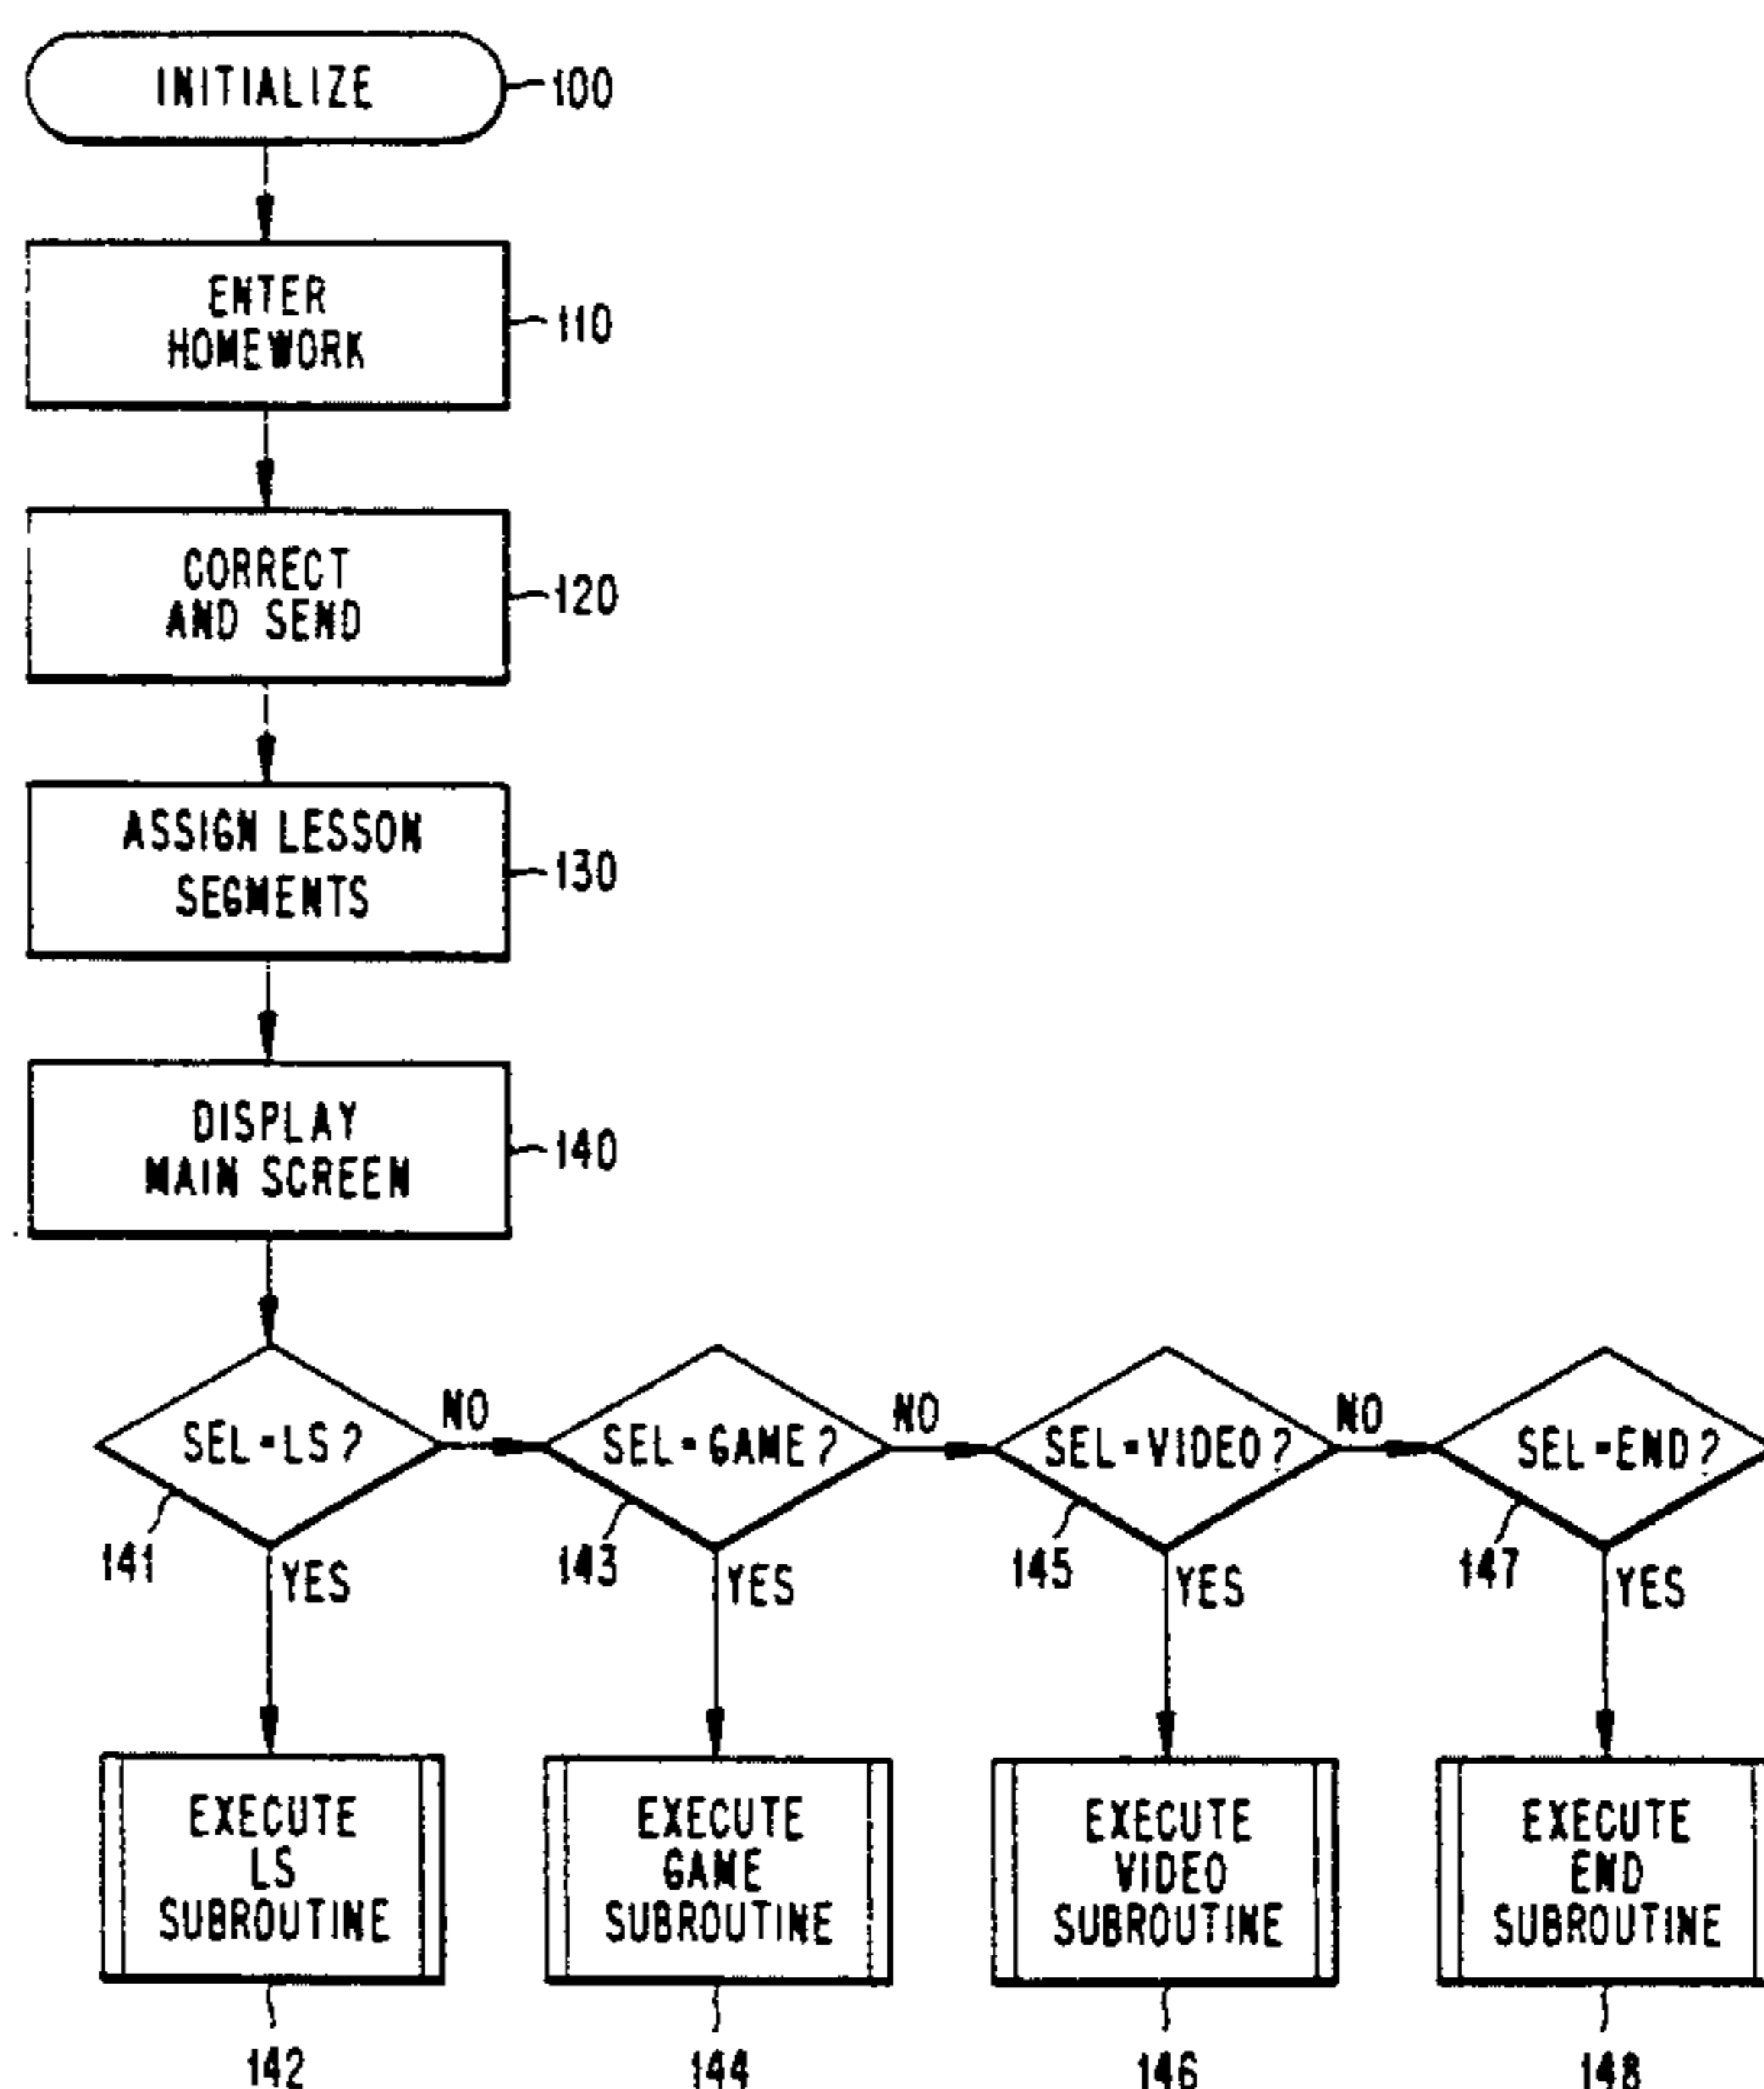 INITIALIZE
100
ENTER
HOMEWORK
110
CORRECT
AND SEND
120
ASSIGN LESSON
SEGMENTS
130
DISPLAY
MAIN SCREEN
140
SEL=LS?
NO
SEL=GAME?
NO
SEL=VIDEO?
NO
SEL=END?
141
YES
143
YES
145
YES
147
YES
EXECUTE
LS
SUBROUTINE
EXECUTE
GAME
SUBROUTINE
EXECUTE
VIDEO
SUBROUTINE
EXECUTE
END
SUBROUTINE
142
144
146
148